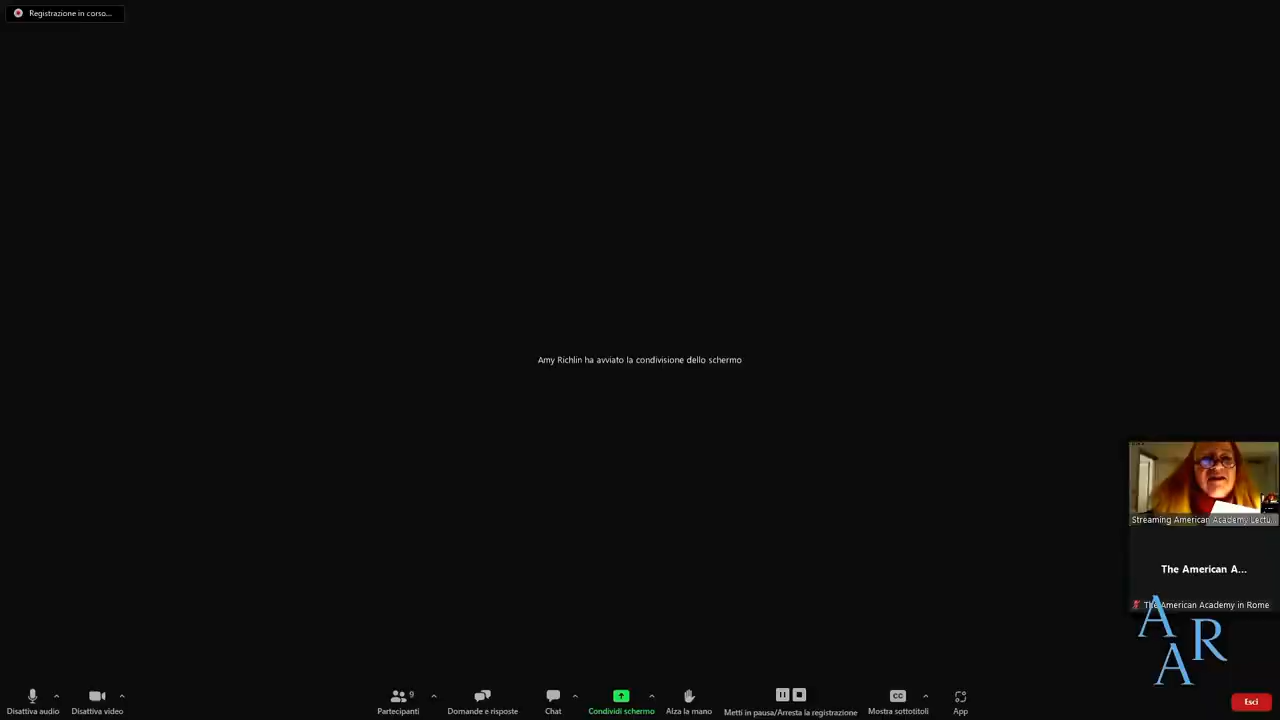 Registrazione in corso...
Amy Richlin ha avviato la condivisione dello schermo
Streaming American Academy Lectu...
The American A...
The American Academy in Rome
A
R
A
9
Disattiva audio
Disattiva video
Partecipanti
Domande e risposte
Chat
Condividi schermo
Alza la mano
Metti in pausa/Arresta la registrazione
CC
Mostra sottotitoli
App
Esci